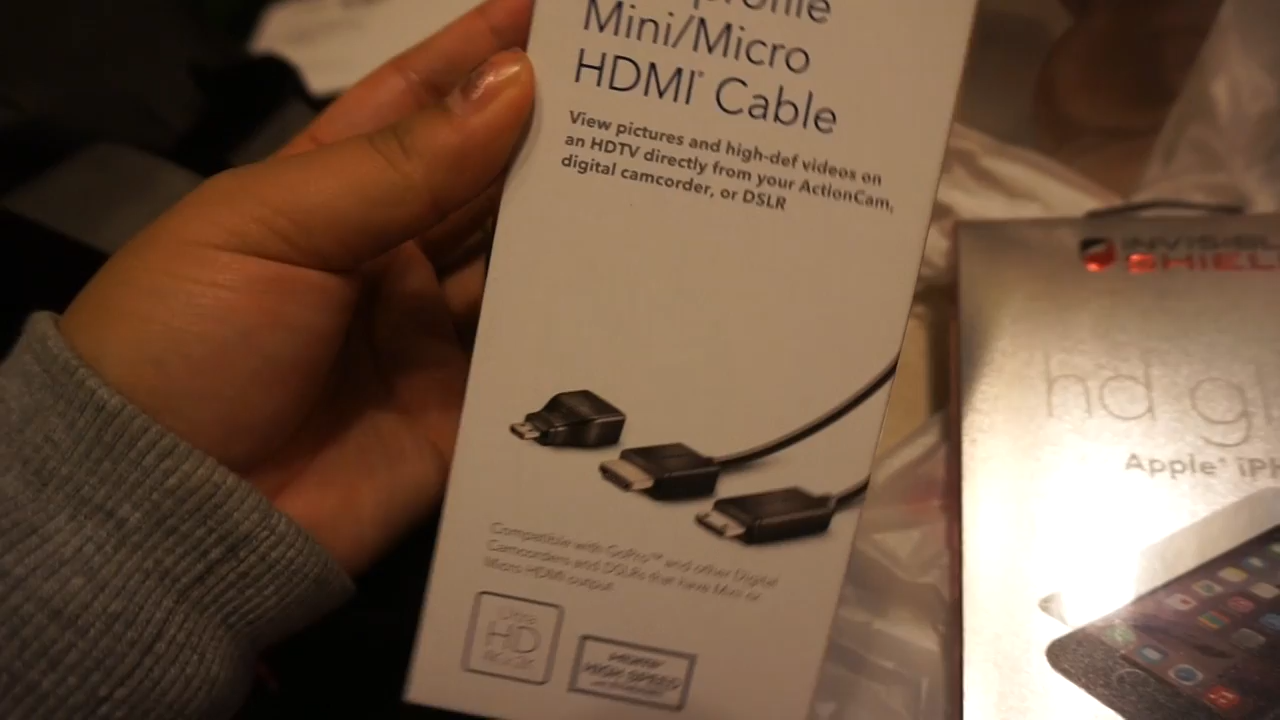 Mini/Micro
HDMI® Cable
View pictures and high-def videos on
an HDTV directly from your ActionCam,
digital camcorder, or DSLR
Compatible with GoPro™ and other Digital
Camcorders and DSLRs that have Mini or
Micro HDMI output
Ultra
HD
HDMI®
HIGH SPEED
hd
Apple®